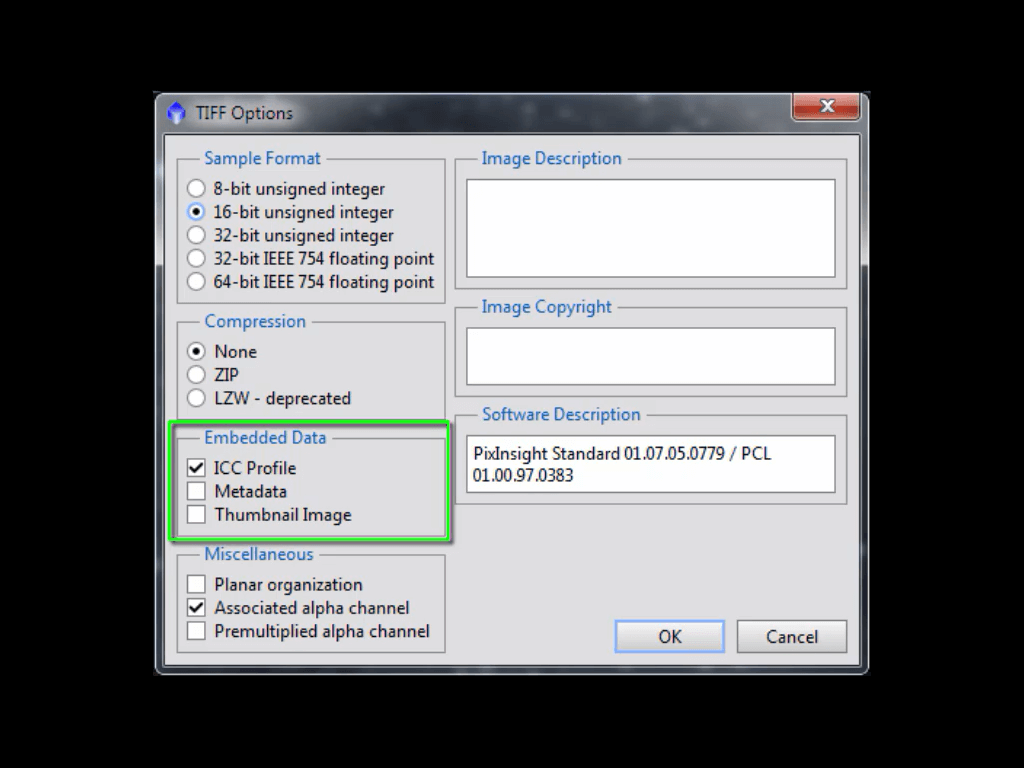 TIFF Options
X
Sample Format
8-bit unsigned integer
16-bit unsigned integer
32-bit unsigned integer
32-bit IEEE 754 floating point
64-bit IEEE 754 floating point
Compression
None
ZIP
LZW - deprecated
Embedded Data
ICC Profile
Metadata
Thumbnail Image
Miscellaneous
Planar organization
Associated alpha channel
Premultiplied alpha channel
Image Description
Image Copyright
Software Description
PixInsight Standard 01.07.05.0779 / PCL
01.00.97.0383
OK
Cancel